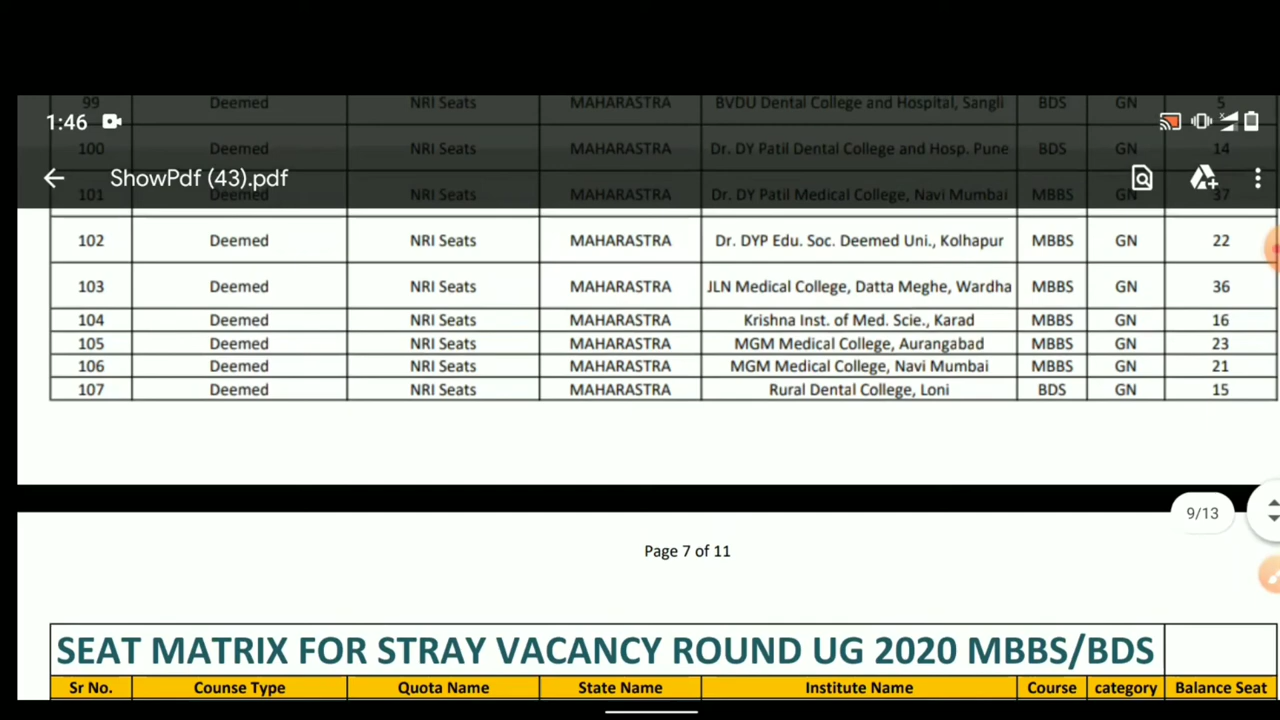 99 Deemed NRI Seats MAHARASTRA BVDU Dental College and Hospital, Sangli BDS GN 5
1:46
100 Deemed NRI Seats MAHARASTRA Dr. DY Patil Dental College and Hosp. Pune BDS GN 14
ShowPdf (43).pdf
101 Deemed NRI Seats MAHARASTRA Dr. DY Patil Medical College, Navi Mumbai MBBS GN 37
102 Deemed NRI Seats MAHARASTRA Dr. DYP Edu. Soc. Deemed Uni., Kolhapur MBBS GN 22
103 Deemed NRI Seats MAHARASTRA JLN Medical College, Datta Meghe, Wardha MBBS GN 36
104 Deemed NRI Seats MAHARASTRA Krishna Inst. of Med. Scie., Karad MBBS GN 16
105 Deemed NRI Seats MAHARASTRA MGM Medical College, Aurangabad MBBS GN 23
106 Deemed NRI Seats MAHARASTRA MGM Medical College, Navi Mumbai MBBS GN 21
107 Deemed NRI Seats MAHARASTRA Rural Dental College, Loni BDS GN 15
9/13
Page 7 of 11
SEAT MATRIX FOR STRAY VACANCY ROUND UG 2020 MBBS/BDS
Sr No. Counse Type Quota Name State Name Institute Name Course category Balance Seat